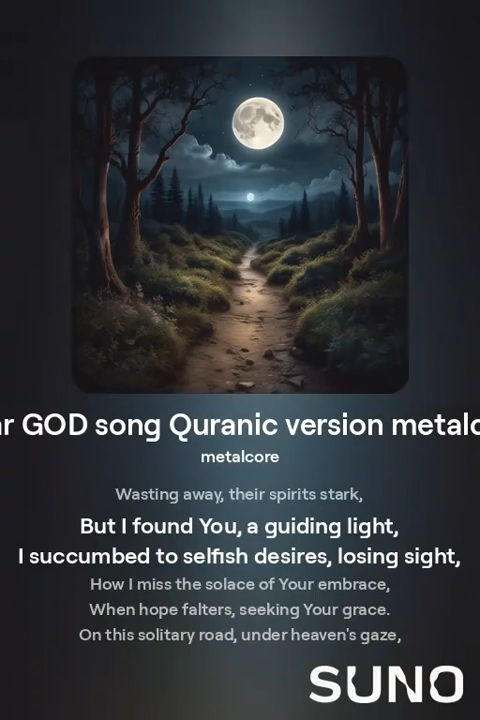 GOD song Quranic version
metalcore
Wasting away, their spirits stark,
But I found You, a guiding light,
I succumbed to selfish desires, losing sight,
How I miss the solace of Your embrace,
When hope falters, seeking Your grace.
On this solitary road, under heaven's gaze,
SUNO